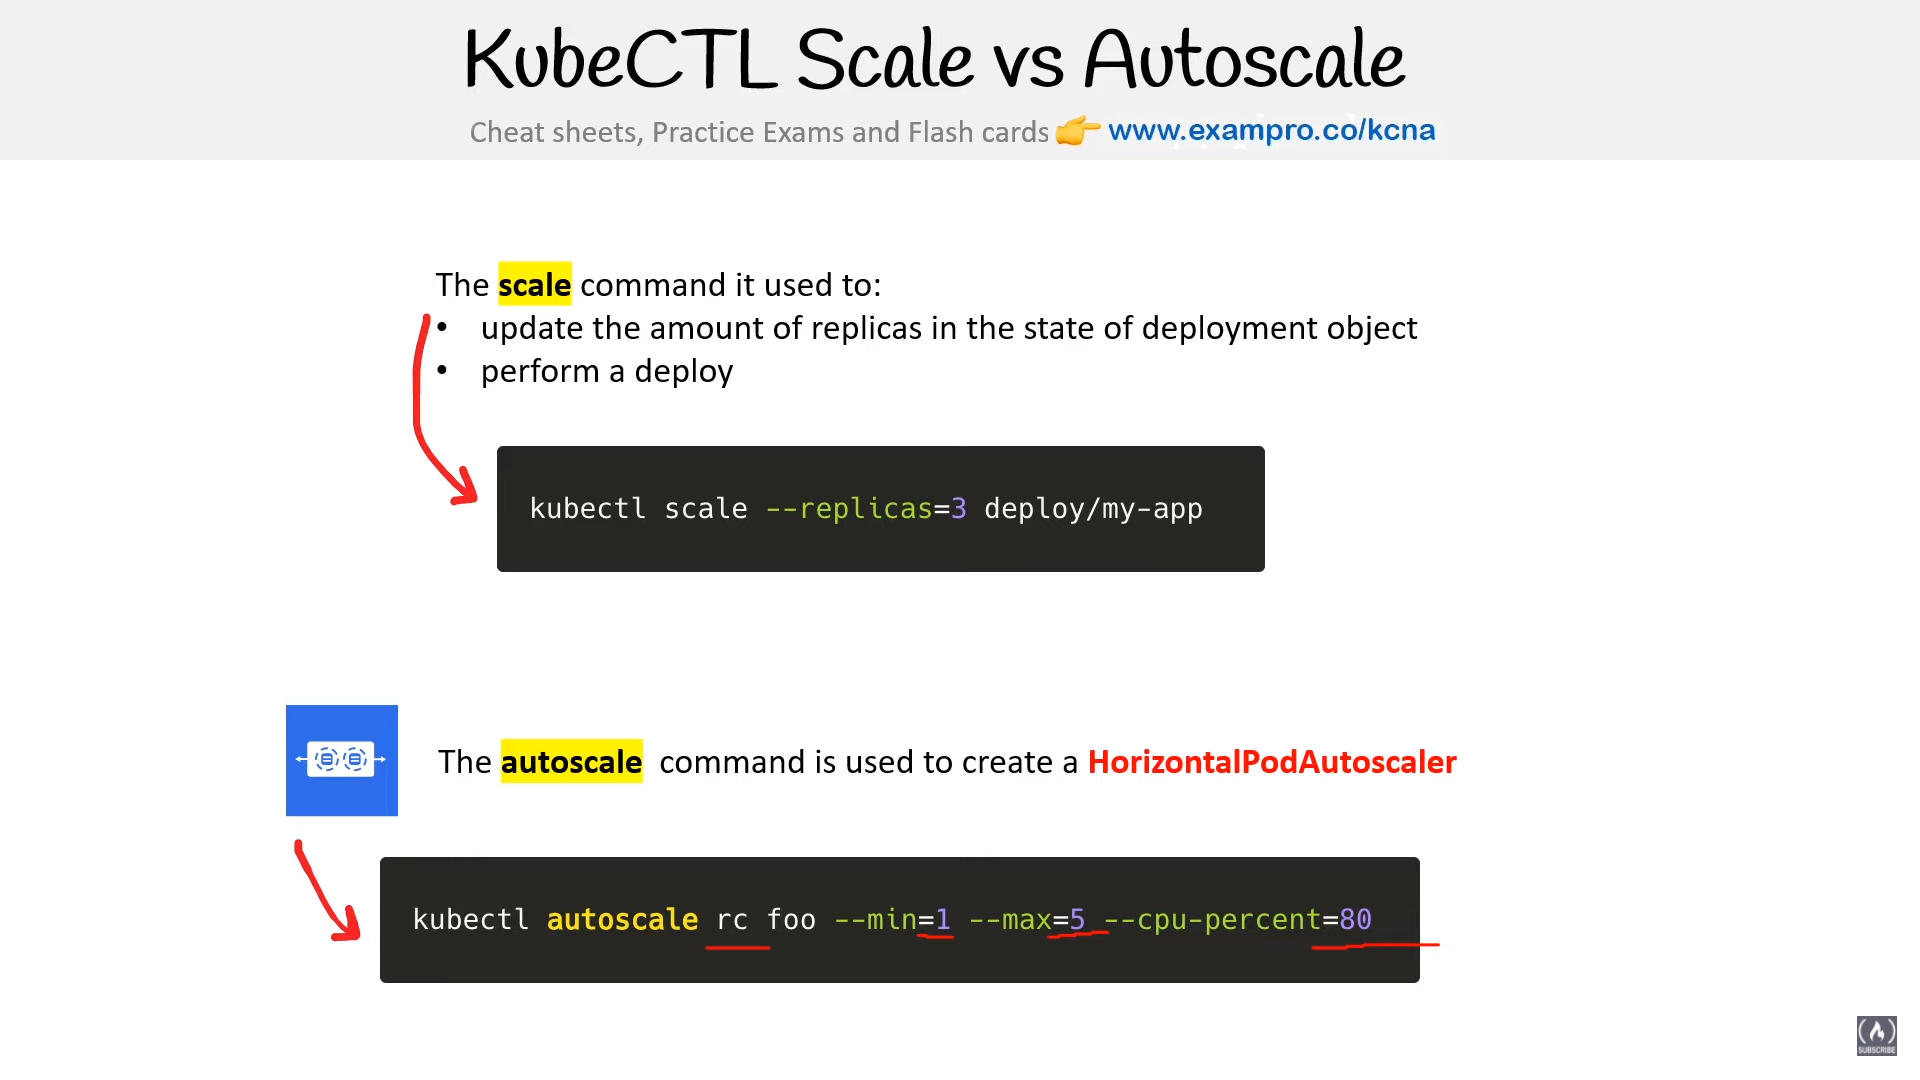 KubeCTL Scale vs Autoscale
Cheat sheets, Practice Exams and Flash cards 👉 www.exampro.co/kcna
The scale command it used to:
• update the amount of replicas in the state of deployment object
• perform a deploy
kubectl scale --replicas=3 deploy/my-app
The autoscale command is used to create a HorizontalPodAutoscaler
kubectl autoscale rc foo --min=1 --max=5 --cpu-percent=80
SUBSCRIBE